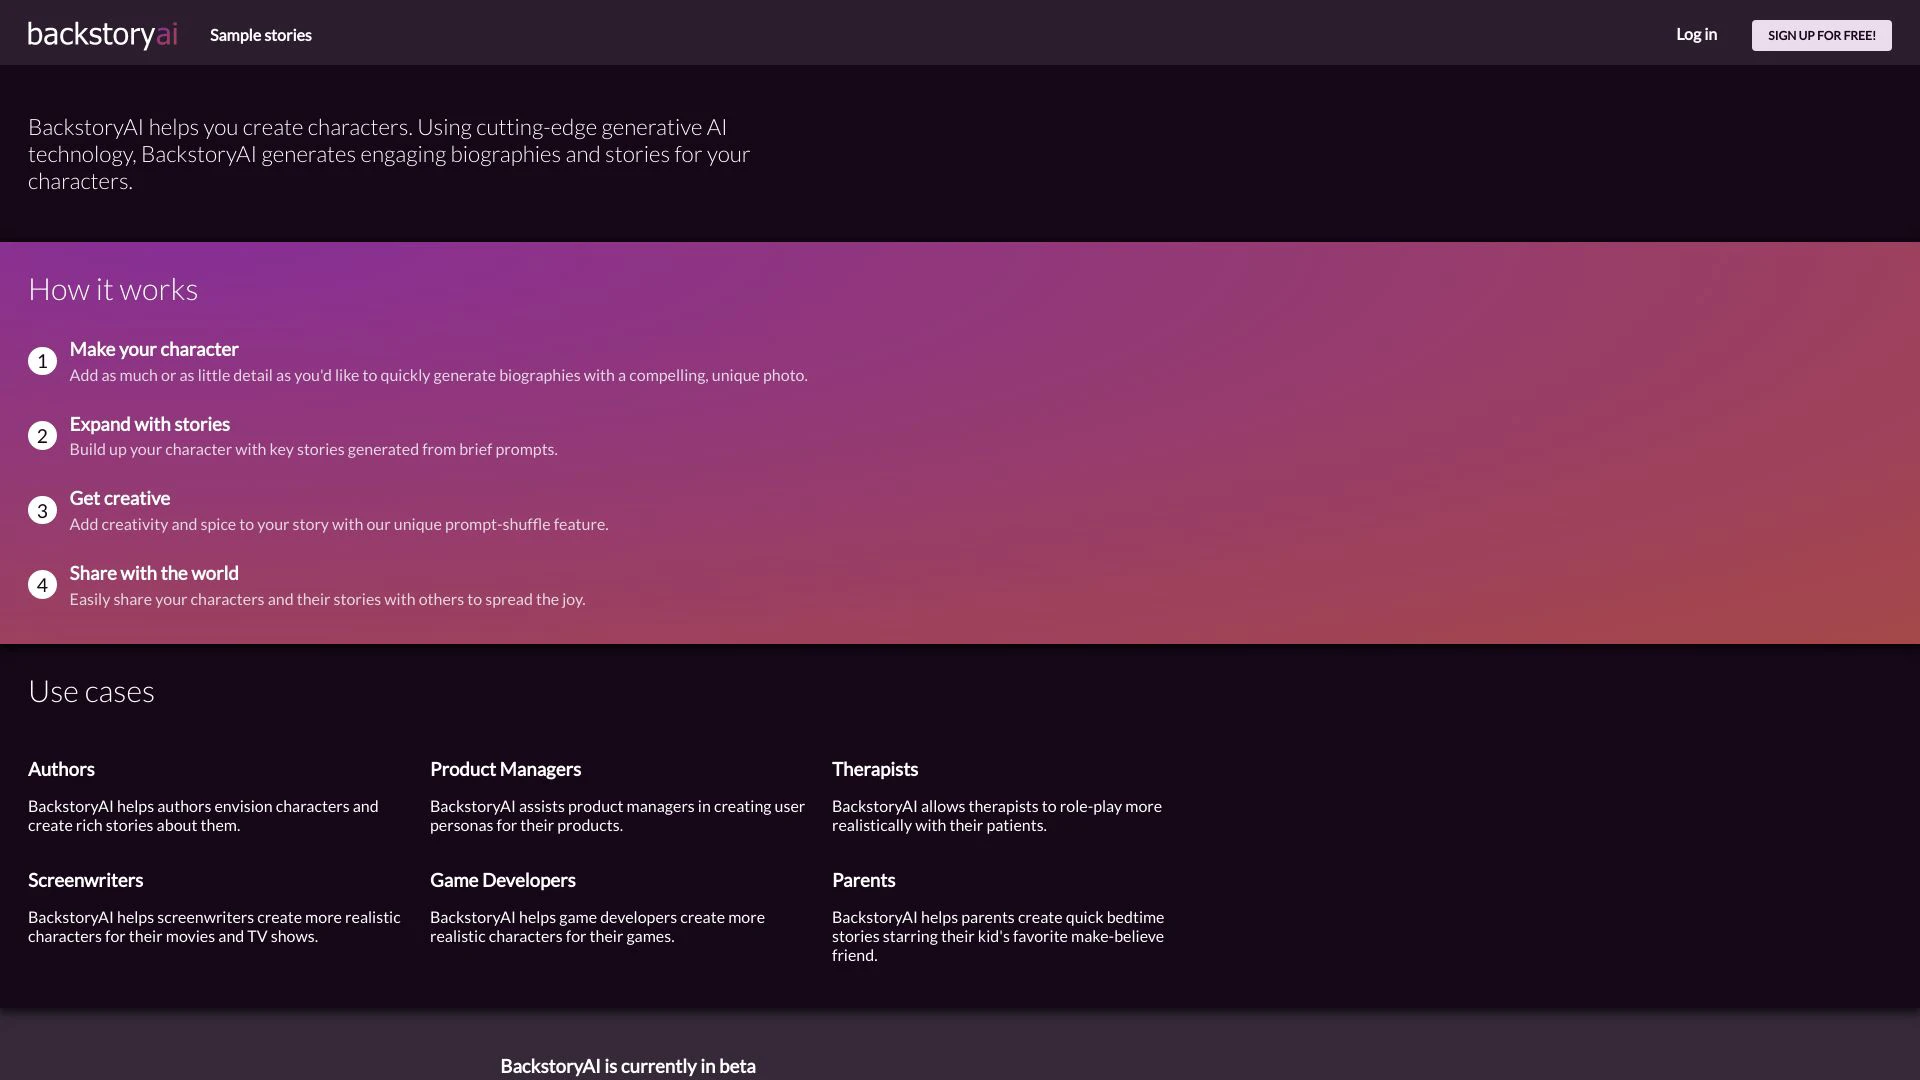 backstoryai
Sample stories
Log in
SIGN UP FOR FREE!
BackstoryAI helps you create characters. Using cutting-edge generative AI
technology, BackstoryAI generates engaging biographies and stories for your
characters.
How it works
1
Make your character
Add as much or as little detail as you'd like to quickly generate biographies with a compelling, unique photo.
2
Expand with stories
Build up your character with key stories generated from brief prompts.
3
Get creative
Add creativity and spice to your story with our unique prompt-shuffle feature.
4
Share with the world
Easily share your characters and their stories with others to spread the joy.
Use cases
Authors
BackstoryAI helps authors envision characters and
create rich stories about them.
Product Managers
BackstoryAI assists product managers in creating user
personas for their products.
Therapists
BackstoryAI allows therapists to role-play more
realistically with their patients.
Screenwriters
BackstoryAI helps screenwriters create more realistic
characters for their movies and TV shows.
Game Developers
BackstoryAI helps game developers create more
realistic characters for their games.
Parents
BackstoryAI helps parents create quick bedtime
stories starring their kid's favorite make-believe
friend.
BackstoryAI is currently in beta